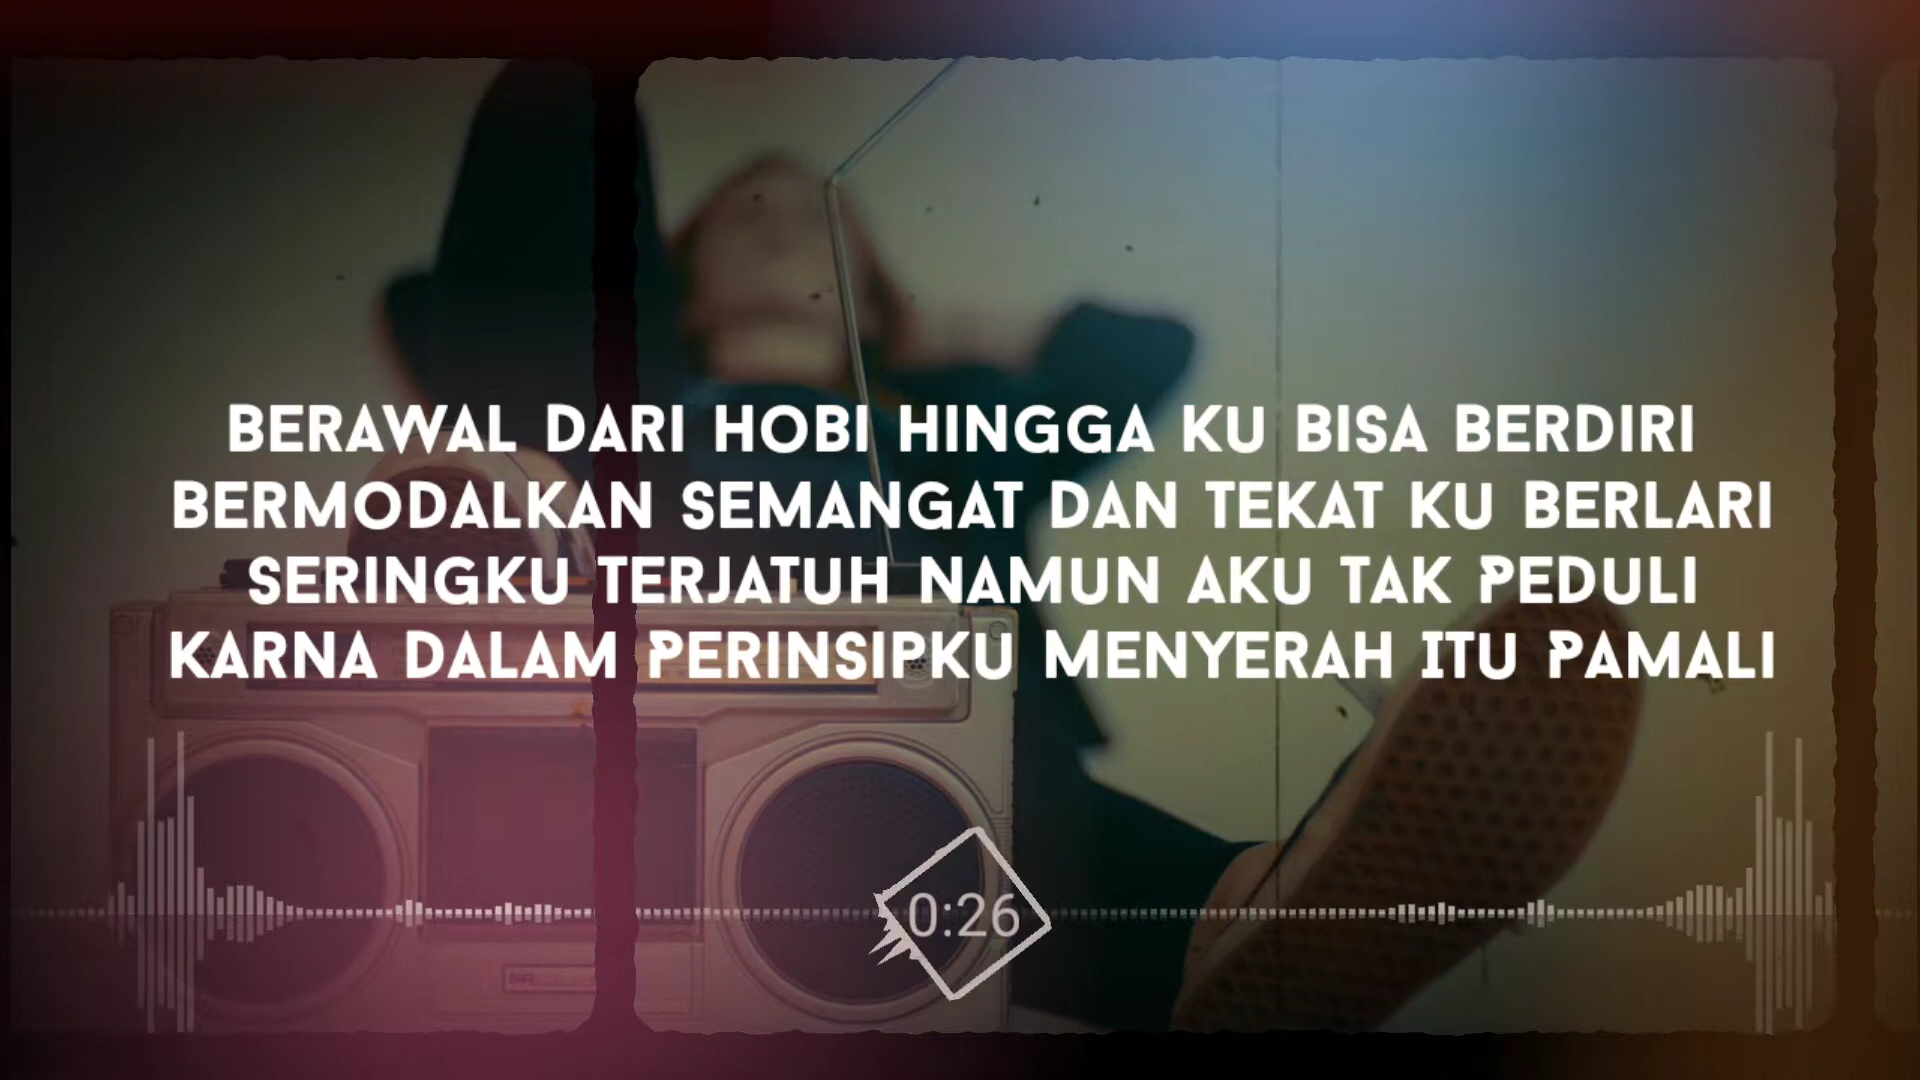 BERAWAL DARI HOBI HINGGA KU BISA BERDIRI
BERMODALKAN SEMANGAT DAN TEKAT KU BERLARI
SERINGKU TERJATUH NAMUN AKU TAK PEDULI
KARNA DALAM PERINSIPKU MENYERAH ITU PAMALI
0:26